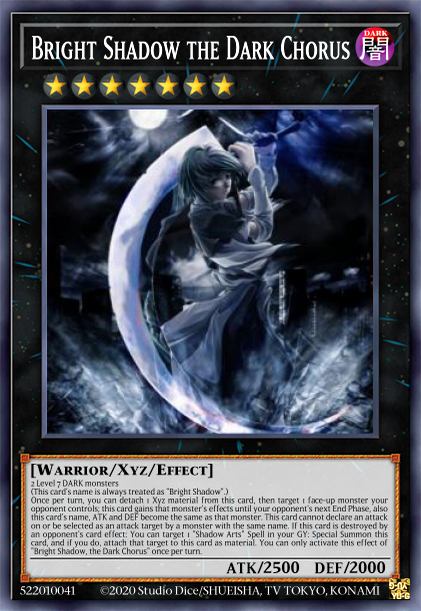 Bright Shadow the Dark Chorus
DARK
闇
[Warrior/Xyz/Effect]
2 Level 7 DARK monsters
(This card's name is always treated as "Bright Shadow".)
Once per turn, you can detach 1 Xyz material from this card, then target 1 face-up monster your
opponent controls; this card gains that monster's effects until your opponent's next End Phase, also
this card's name, ATK and DEF become the same as that monster. This card cannot declare an attack
on or be selected as an attack target by a monster with the same name. If this card is destroyed by
an opponent's card effect: You can target 1 "Shadow Arts" Spell in your GY: Special Summon this
card, and if you do, attach that target to this card as material. You can only activate this effect of
"Bright Shadow, the Dark Chorus" once per turn.
ATK/2500 DEF/2000
522010041 ©2020 Studio Dice/SHUEISHA, TV TOKYO, KONAMI